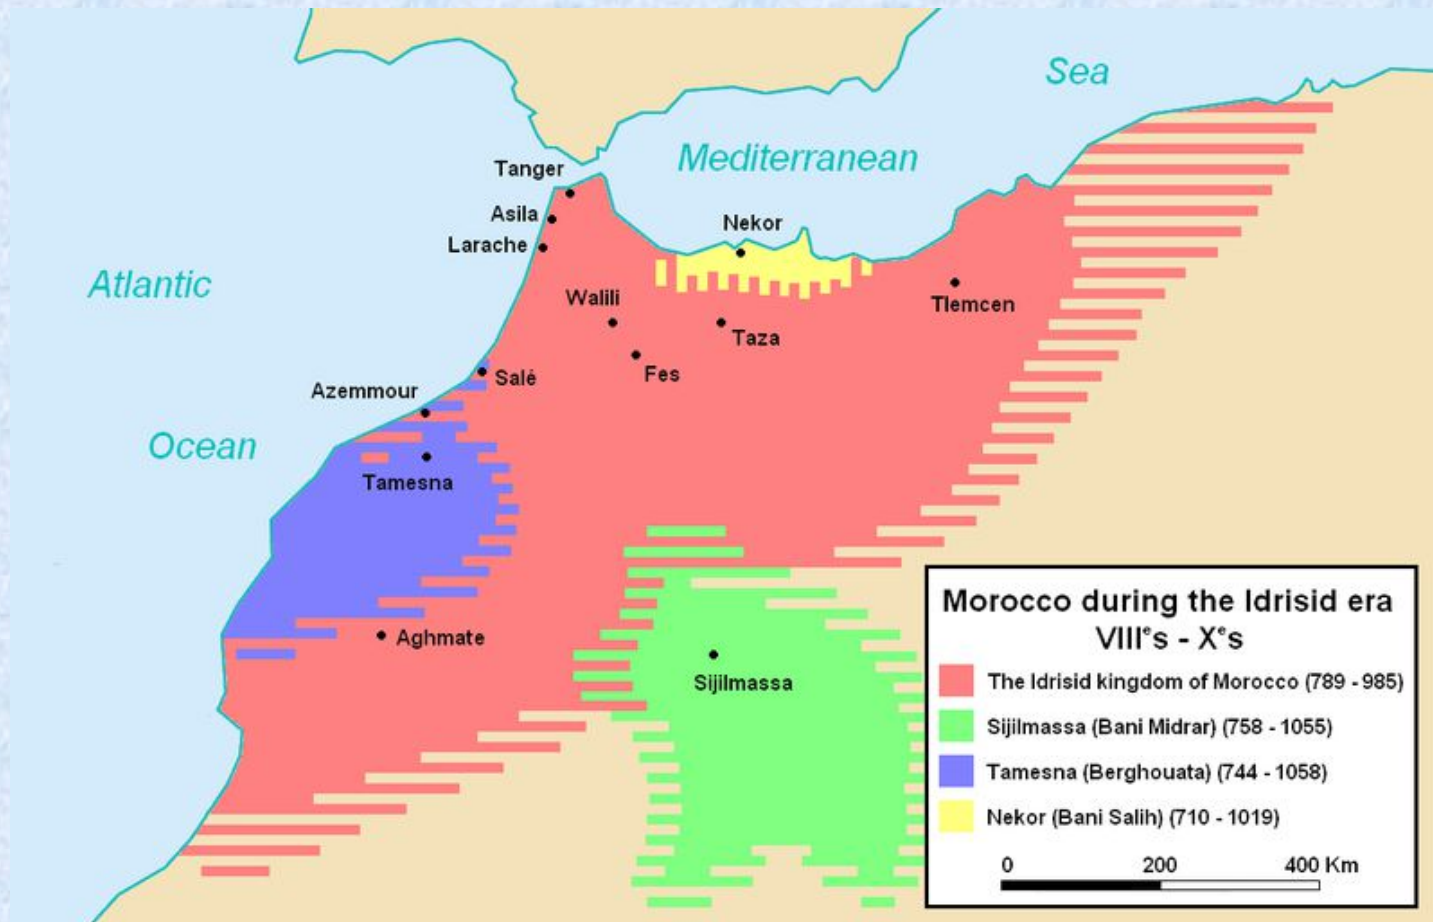 Sea
Mediterranean
Tanger
Asila
Nekor
Larache
Atlantic
Walili
Tlemcen
Taza
Fes
Salé
Azemmour
Ocean
Tamesna
Aghmate
Sijilmassa
Morocco during the Idrisid era
VIIIᵉs - Xᵉs
The Idrisid kingdom of Morocco (789 - 985)
Sijilmassa (Bani Midrar) (758 - 1055)
Tamesna (Berghouata) (744 - 1058)
Nekor (Bani Salih) (710 - 1019)
0 200 400 Km